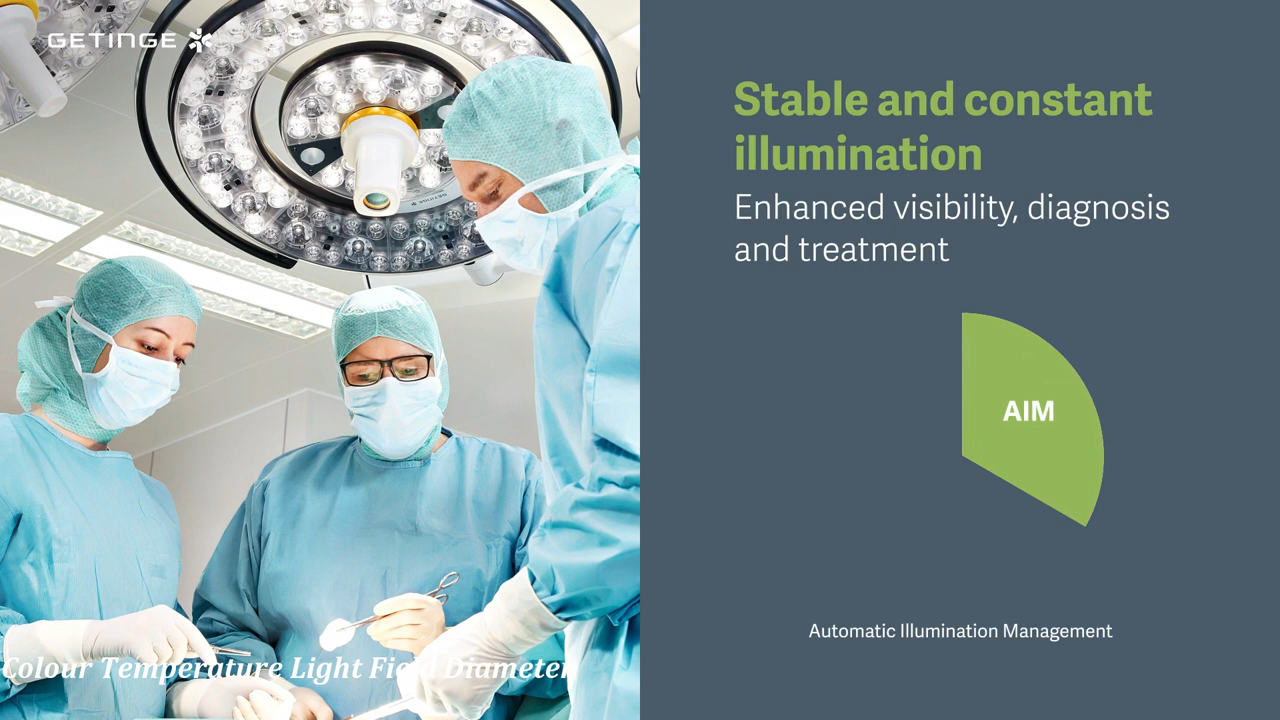 GETINGE
Stable and constant
illumination
Enhanced visibility, diagnosis
and treatment
AIM
Automatic Illumination Management
Colour Temperature Light Field Diameter
GETINGE